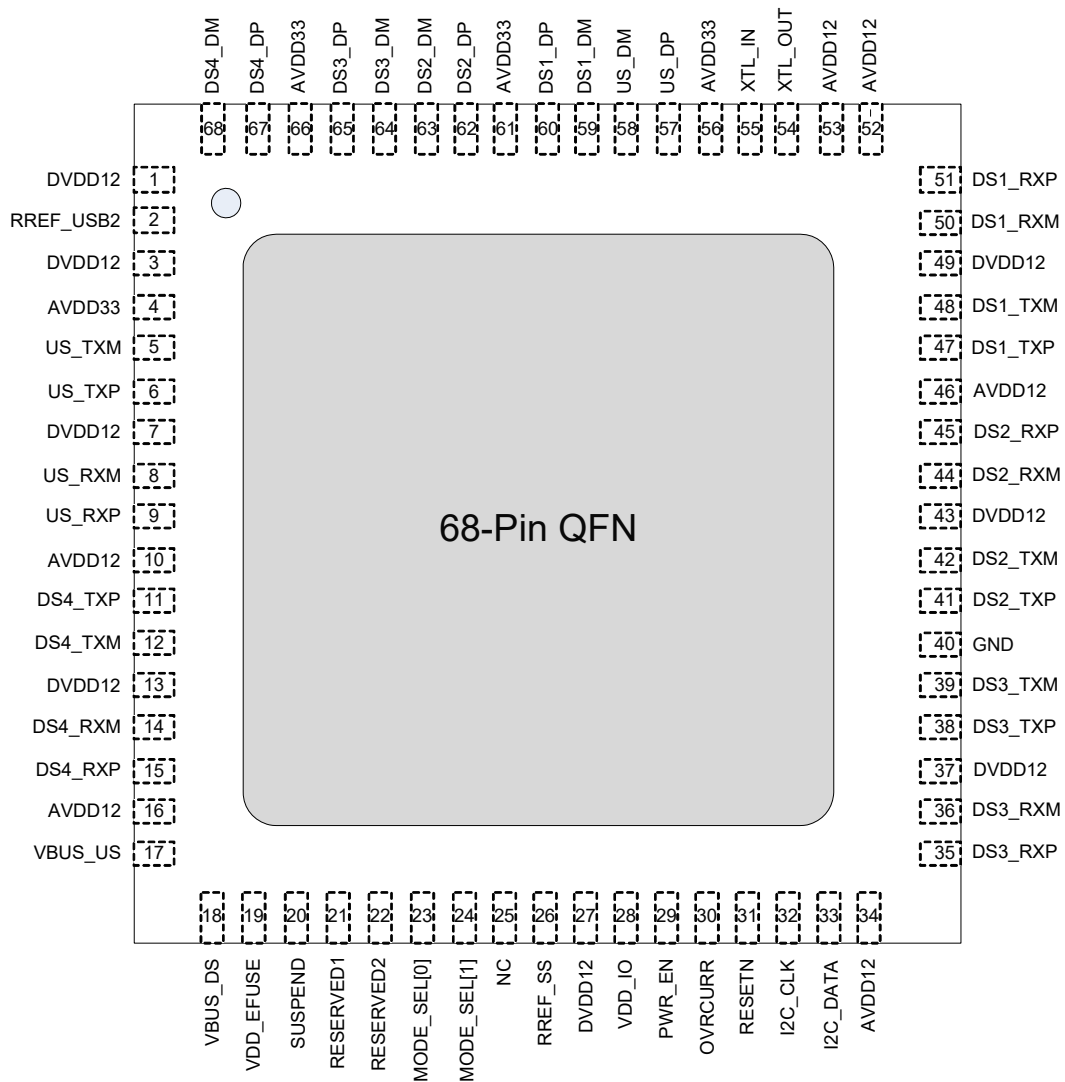 DS4_DM
DS4_DP
AVDD33
DS3_DP
DS3_DM
DS2_DM
DS2_DP
AVDD33
DS1_DP
DS1_DM
US_DM
US_DP
AVDD33
XTL_IN
XTL_OUT
AVDD12
AVDD12
68
67
66
65
64
63
62
61
60
59
58
57
56
55
54
53
52
DVDD12 1
RREF_USB2 2
DVDD12 3
AVDD33 4
US_TXM 5
US_TXP 6
DVDD12 7
US_RXM 8
US_RXP 9
AVDD12 10
DS4_TXP 11
DS4_TXM 12
DVDD12 13
DS4_RXM 14
DS4_RXP 15
AVDD12 16
VBUS_US 17
68-Pin QFN
51 DS1_RXP
50 DS1_RXM
49 DVDD12
48 DS1_TXM
47 DS1_TXP
46 AVDD12
45 DS2_RXP
44 DS2_RXM
43 DVDD12
42 DS2_TXM
41 DS2_TXP
40 GND
39 DS3_TXM
38 DS3_TXP
37 DVDD12
36 DS3_RXM
35 DS3_RXP
18
19
20
21
22
23
24
25
26
27
28
29
30
31
32
33
34
VBUS_DS
VDD_EFUSE
SUSPEND
RESERVED1
RESERVED2
MODE_SEL[0]
MODE_SEL[1]
NC
RREF_SS
DVDD12
VDD_IO
PWR_EN
OVRCURR
RESETN
I2C_CLK
I2C_DATA
AVDD12